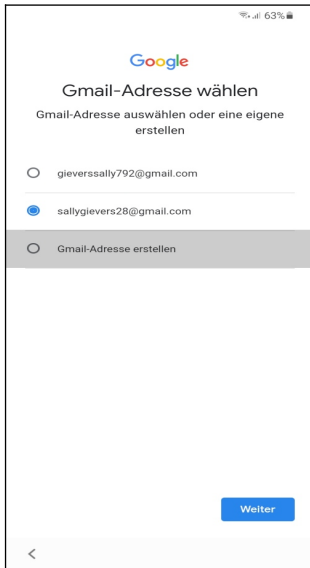 63%
Google
Gmail-Adresse wählen
Gmail-Adresse auswählen oder eine eigene
erstellen
gieverssally792@gmail.com
sallygievers28@gmail.com
Gmail-Adresse erstellen
Weiter